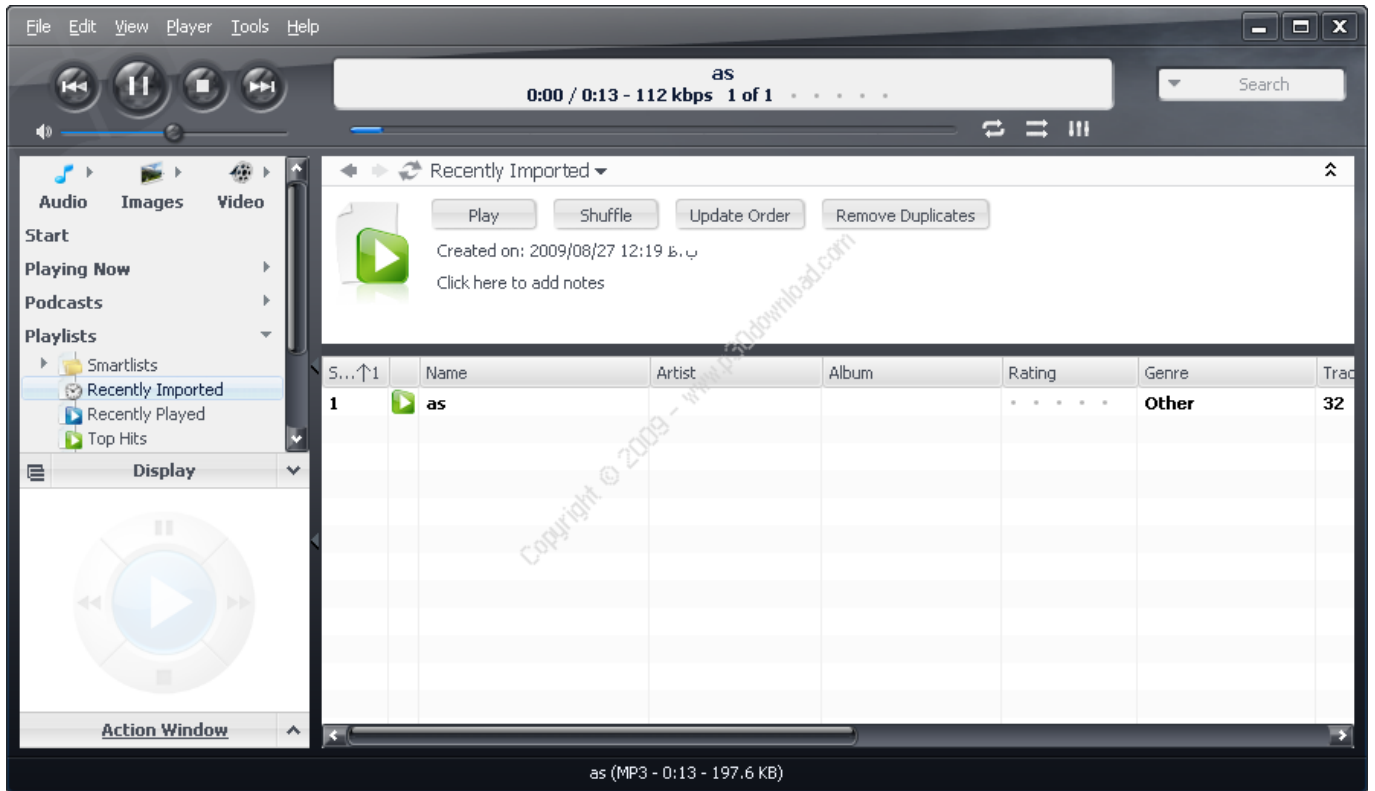 File Edit View Player Tools Help
as
0:00 / 0:13 - 112 kbps 1 of 1
Search
Audio Images Video
Start
Playing Now
Podcasts
Playlists
Smartlists
Recently Imported
Recently Played
Top Hits
Display
Action Window
Recently Imported
Play Shuffle Update Order Remove Duplicates
Created on: 2009/08/27 12:19 ب.ظ
Click here to add notes
S...↑1 Name Artist Album Rating Genre Trac
1 as Other 32
Copyright © 2009 - www.p30download.com
as (MP3 - 0:13 - 197.6 KB)